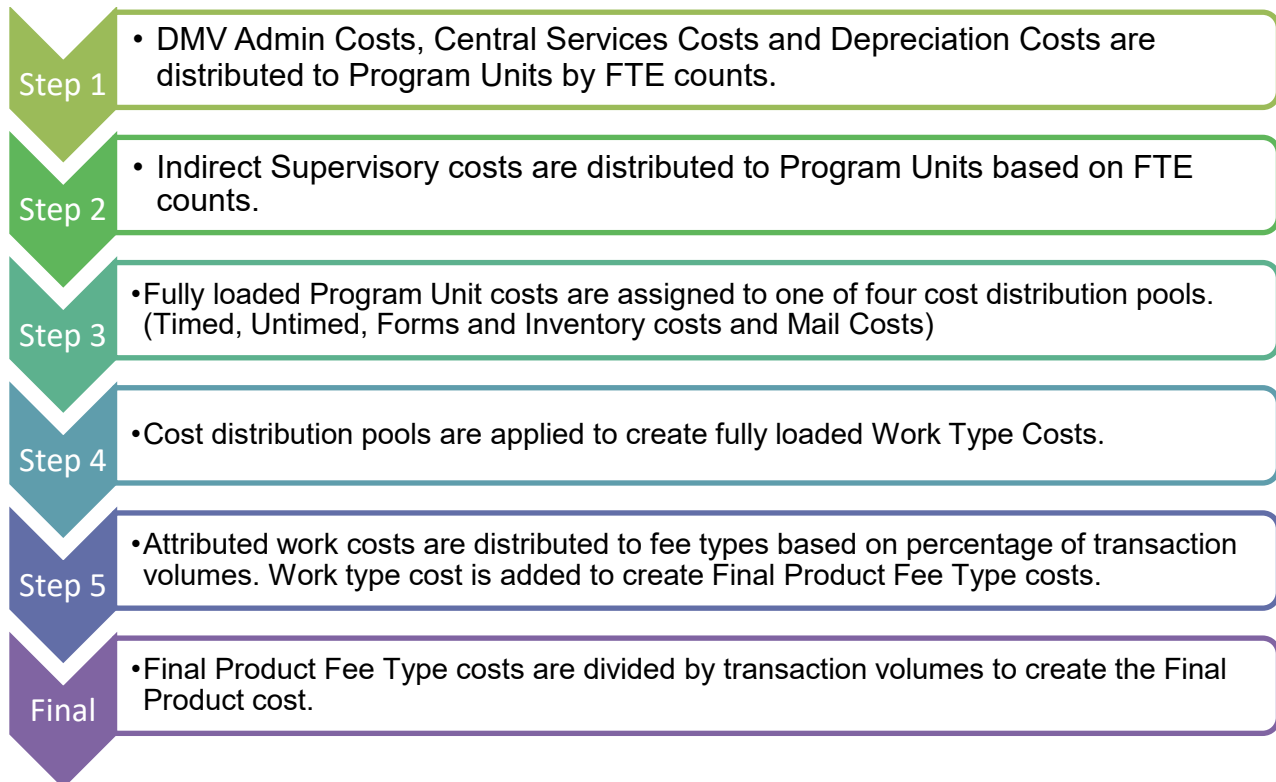 Step 1
• DMV Admin Costs, Central Services Costs and Depreciation Costs are
distributed to Program Units by FTE counts.
Step 2
• Indirect Supervisory costs are distributed to Program Units based on FTE
counts.
Step 3
•Fully loaded Program Unit costs are assigned to one of four cost distribution pools.
(Timed, Untimed, Forms and Inventory costs and Mail Costs)
Step 4
•Cost distribution pools are applied to create fully loaded Work Type Costs.
Step 5
•Attributed work costs are distributed to fee types based on percentage of transaction
volumes. Work type cost is added to create Final Product Fee Type costs.
Final
•Final Product Fee Type costs are divided by transaction volumes to create the Final
Product cost.